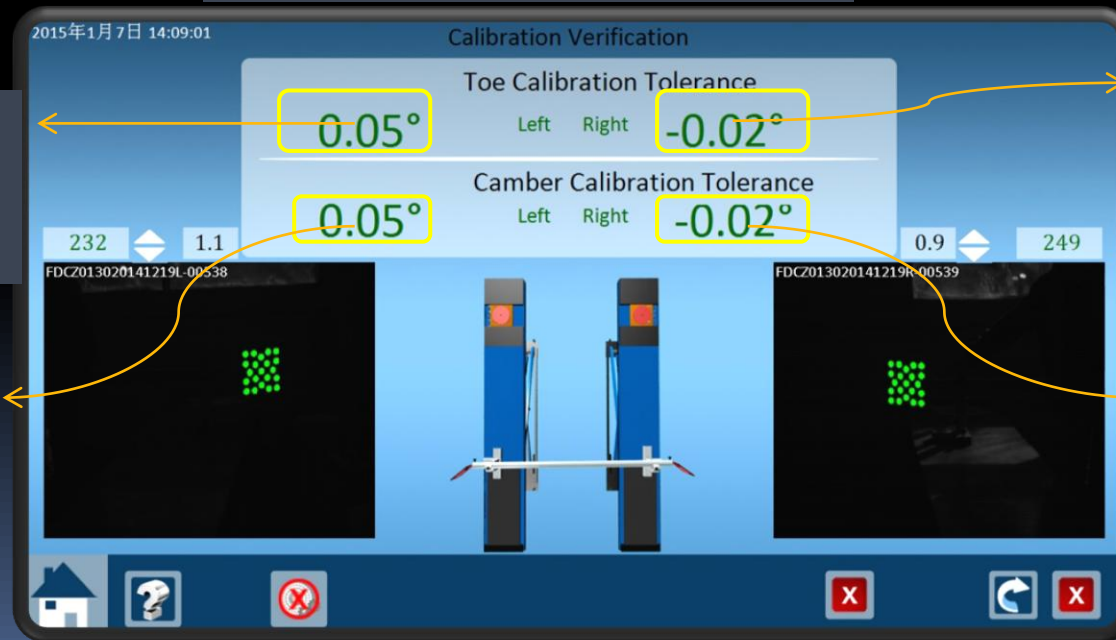 2015年1月7日 14:09:01
Calibration Verification
Toe Calibration Tolerance
0.05° Left Right -0.02°
Camber Calibration Tolerance
0.05° Left Right -0.02°
232 1.1 0.9 249
FDCZ013020141219L-00538 FDCZ013020141219R-00539
? X X X